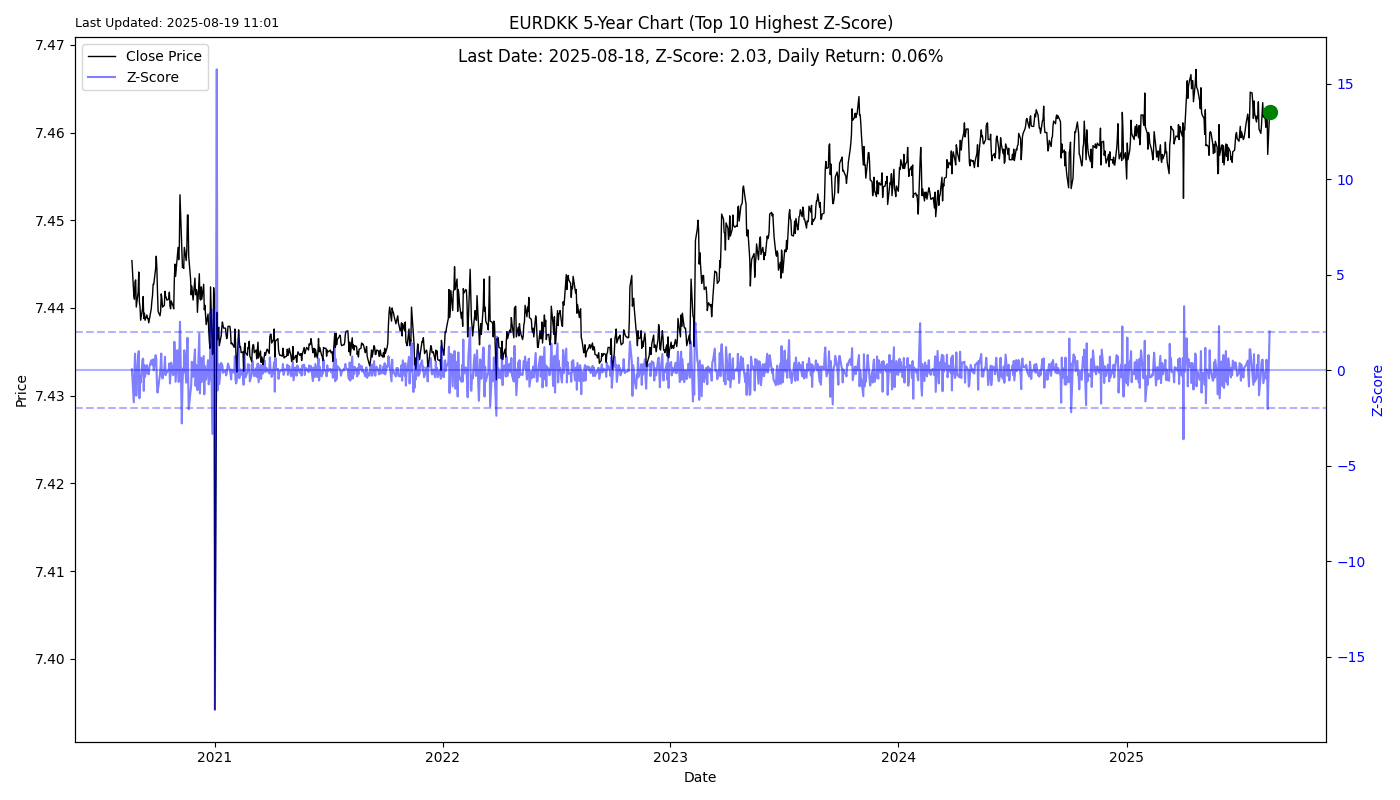 Last Updated: 2025-08-19 11:01
EURDKK 5-Year Chart (Top 10 Highest Z-Score)
Last Date: 2025-08-18, Z-Score: 2.03, Daily Return: 0.06%
Close Price
Z-Score
7.47
7.46
7.45
7.44
7.43
7.42
7.41
7.40
Price
15
10
5
0
−5
−10
−15
Z-Score
2021
2022
2023
2024
2025
Date